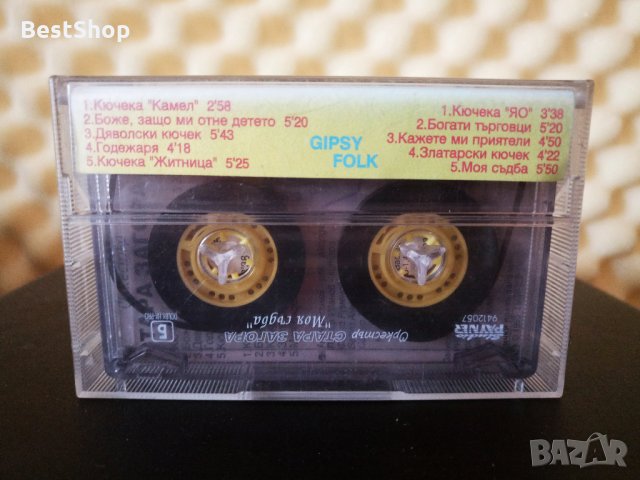 BestShop
1.Кючека "Камел" 2'58
2.Боже, защо ми отне детето 5'20
3.Дяволски кючек 5'43
4.Годежаря 4'18
5.Кючека "Житница" 5'25
GIPSY
FOLK
1.Кючека "ЯО" 3'38
2.Богати търговци 5'20
3.Кажете ми приятели 4'50
4.Златарски кючек 4'22
5.Моя съдба 5'50
Оркестър СТАРА ЗАГОРА
"Моя съдба"
Studio
PAYNER
9412057
Б
BAZAR